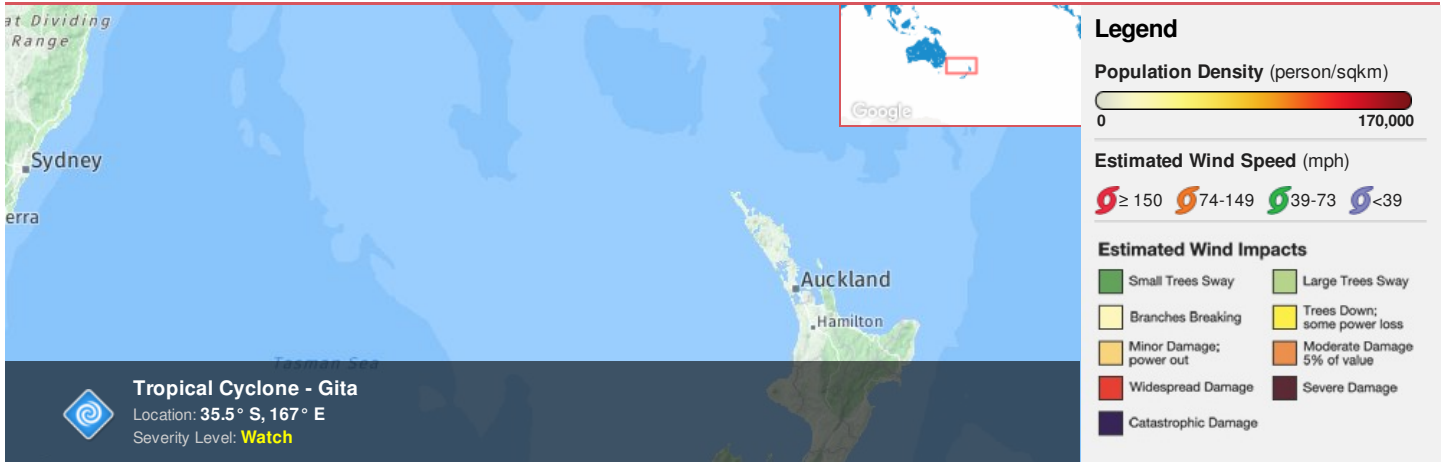 at Dividing
Range
Sydney
erra
Auckland
Hamilton
Tasman Sea
Google
Tropical Cyclone - Gita
Location: 35.5° S, 167° E
Severity Level: Watch
Legend
Population Density (person/sqkm)
0 170,000
Estimated Wind Speed (mph)
≥ 150 74-149 39-73 <39
Estimated Wind Impacts
Small Trees Sway Large Trees Sway
Branches Breaking Trees Down;
some power loss
Minor Damage;
power out
Moderate Damage
5% of value
Widespread Damage Severe Damage
Catastrophic Damage